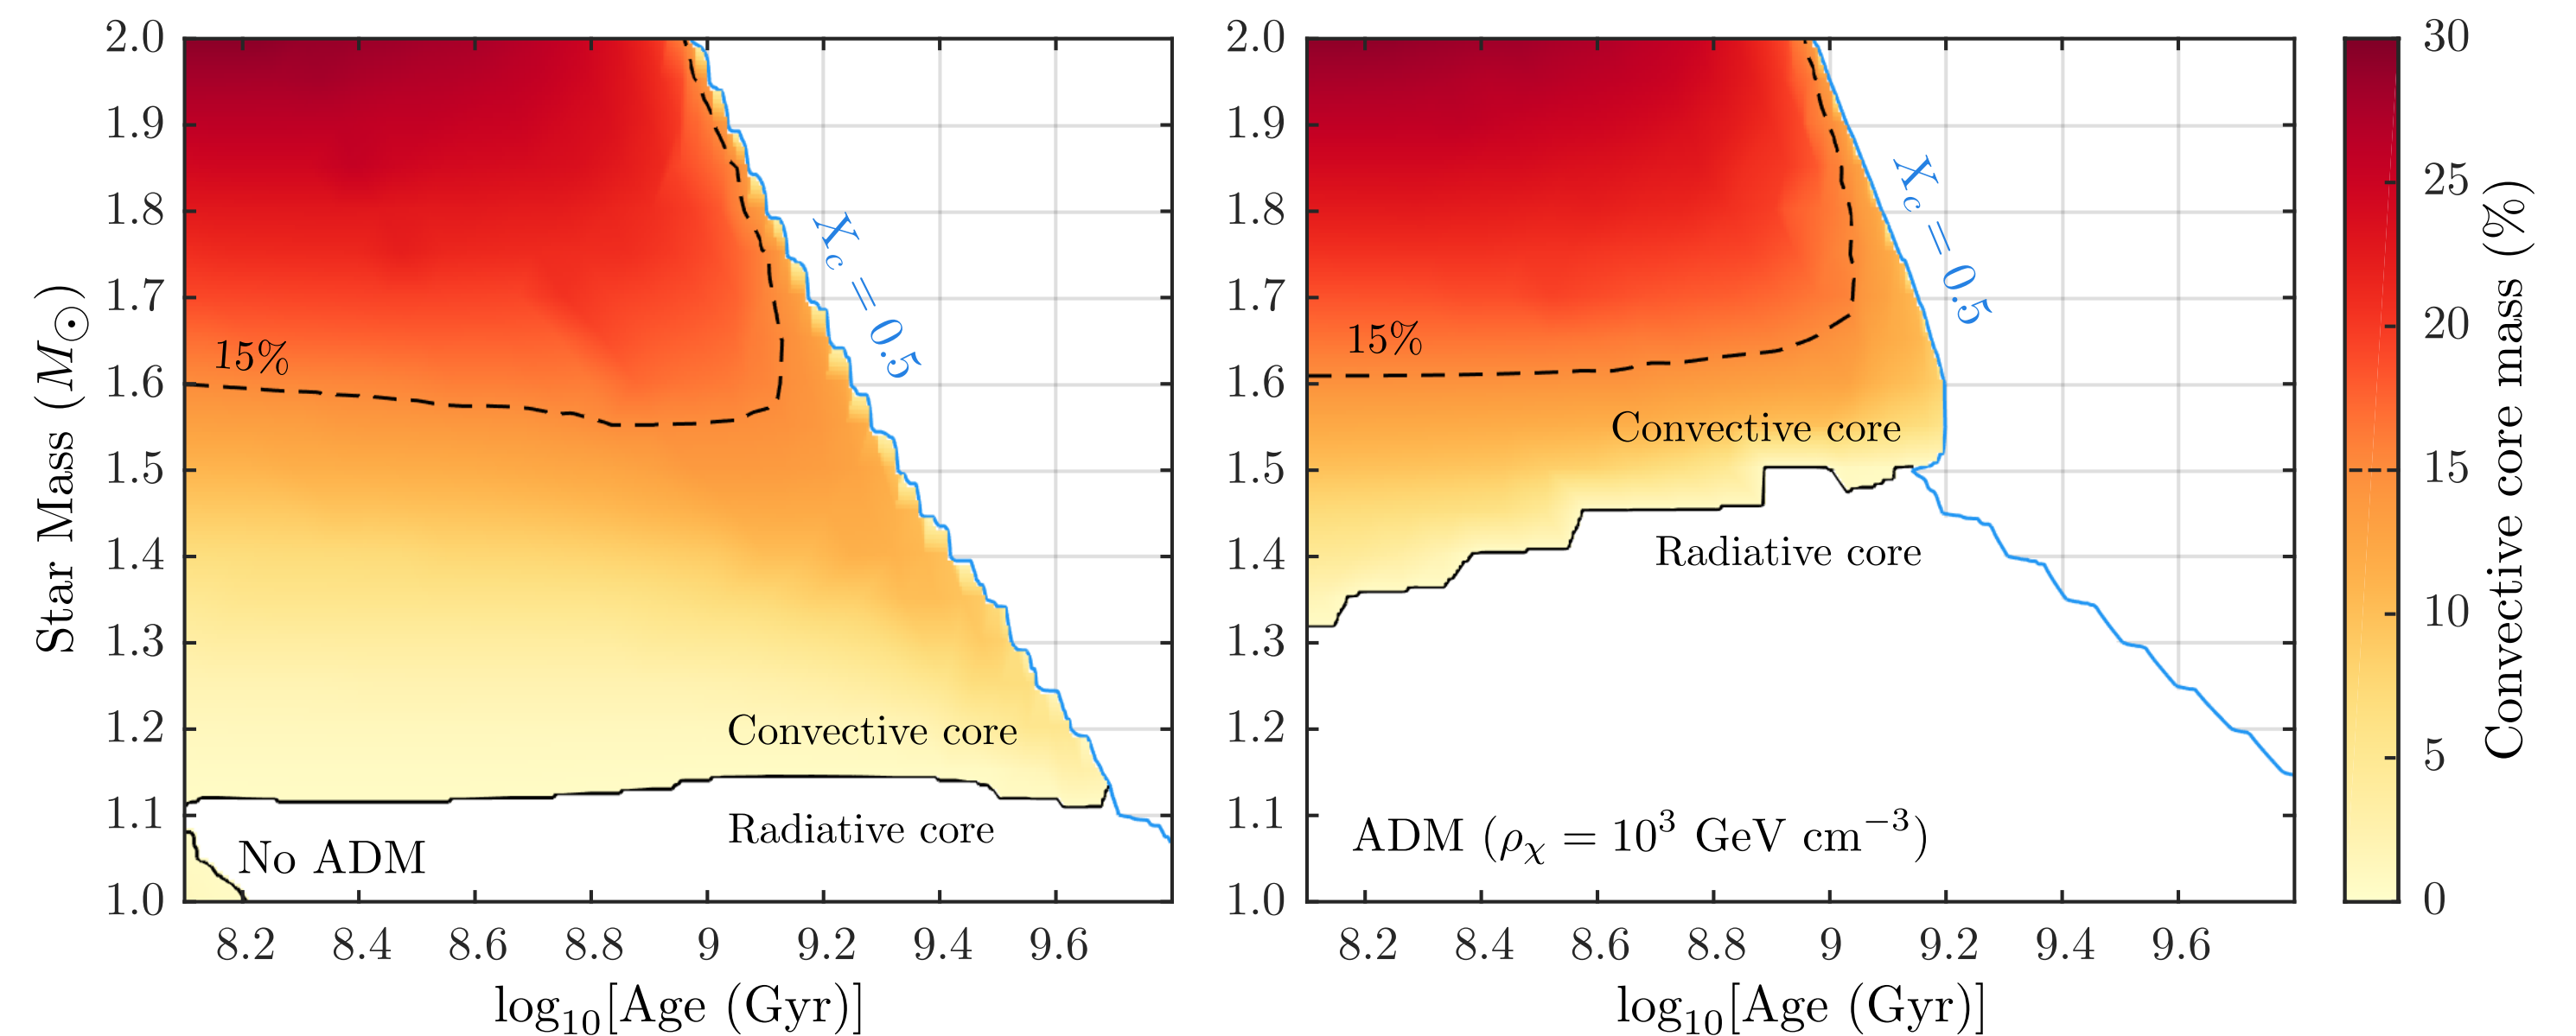 2.0
1.9
1.8
1.7
1.6
1.5
1.4
1.3
1.2
1.1
1.0
Star Mass (M⊙)
15%
X_c = 0.5
Convective core
Radiative core
No ADM
8.2 8.4 8.6 8.8 9 9.2 9.4 9.6
log₁₀[Age (Gyr)]
2.0
1.9
1.8
1.7
1.6
1.5
1.4
1.3
1.2
1.1
1.0
X_c = 0.5
15%
Convective core
Radiative core
ADM (ρ_χ = 10³ GeV cm⁻³)
8.2 8.4 8.6 8.8 9 9.2 9.4 9.6
log₁₀[Age (Gyr)]
30
25
20
15
10
5
0
Convective core mass (%)